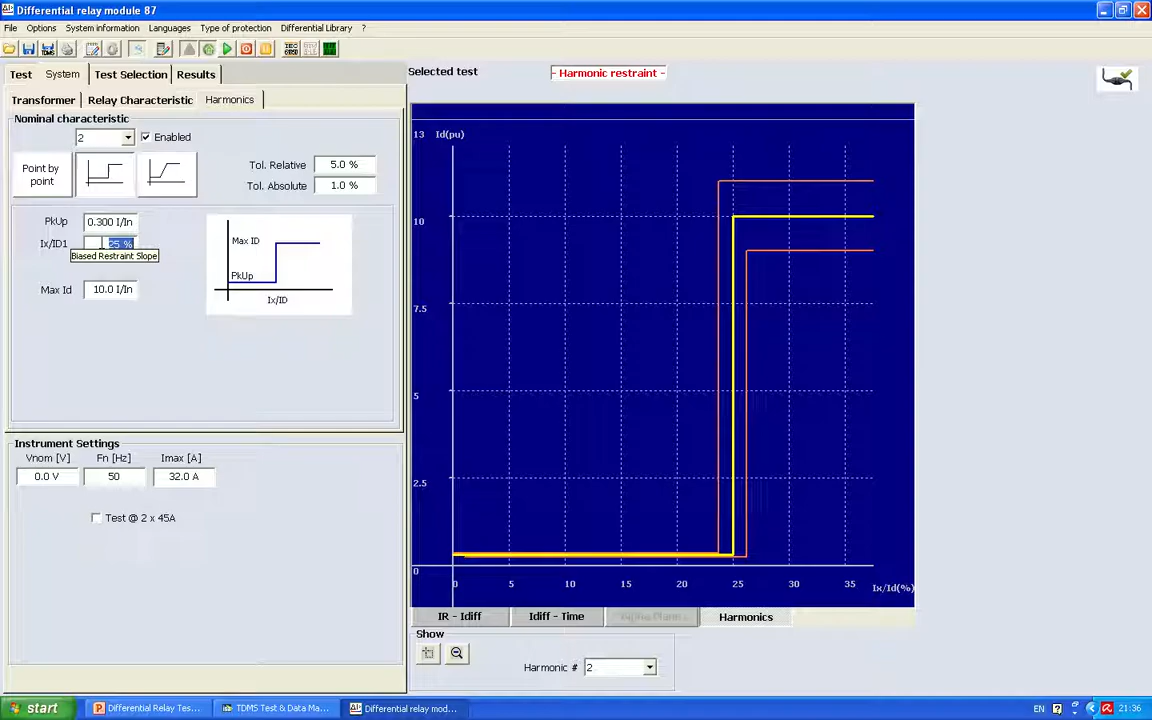 Differential relay module 87
File Options System information Languages Type of protection Differential Library ?
Test System Test Selection Results
Selected test - Harmonic restraint -
Transformer Relay Characteristic Harmonics
Nominal characteristic
2 Enabled
Point by
point
Tol. Relative 5.0 %
Tol. Absolute 1.0 %
PkUp 0.300 I/In
Ix/ID1 25 %
Biased Restraint Slope
Max Id 10.0 I/In
Max ID
PkUp
Ix/ID
13 Id(pu)
10
7.5
5
2.5
0
0 5 10 15 20 25 30 35 Ix/Id(%)
Instrument Settings
Vnom [V] Fn [Hz] Imax [A]
0.0 V 50 32.0 A
Test @ 2 x 45A
IR - Idiff Idiff - Time Harmonics
Show
Harmonic # 2
start Differential Relay Tes... TDMS Test & Data Ma... Differential relay mod... EN 21:36